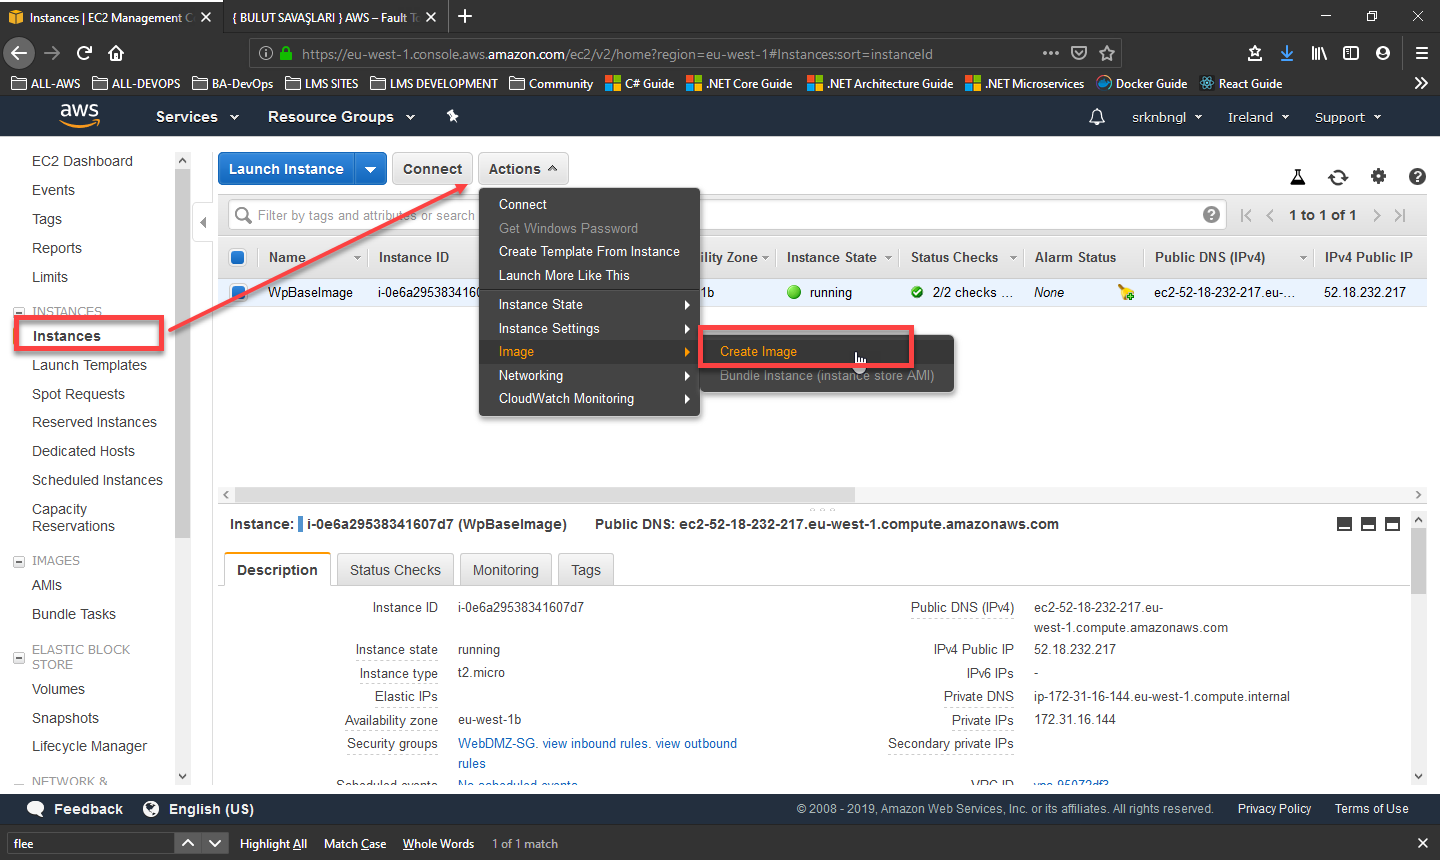 Instances | EC2 Management C
{ BULUT SAVAŞLARI } AWS – Fault To
https://eu-west-1.console.aws.amazon.com/ec2/v2/home?region=eu-west-1#Instances:sort=instanceId
ALL-AWS
ALL-DEVOPS
BA-DevOps
LMS SITES
LMS DEVELOPMENT
Community
C# Guide
.NET Core Guide
.NET Architecture Guide
.NET Microservices
Docker Guide
React Guide
aws
Services
Resource Groups
srknbngl
Ireland
Support
EC2 Dashboard
Events
Tags
Reports
Limits
INSTANCES
Instances
Launch Templates
Spot Requests
Reserved Instances
Dedicated Hosts
Scheduled Instances
Capacity
Reservations
IMAGES
AMIs
Bundle Tasks
ELASTIC BLOCK
STORE
Volumes
Snapshots
Lifecycle Manager
NETWORK &
Launch Instance
Connect
Actions
Filter by tags and attributes or search
1 to 1 of 1
Name
Instance ID
ility Zone
Instance State
Status Checks
Alarm Status
Public DNS (IPv4)
IPv4 Public IP
WpBaseImage
i-0e6a295383416
1b
running
2/2 checks ...
None
ec2-52-18-232-217.eu-...
52.18.232.217
Connect
Get Windows Password
Create Template From Instance
Launch More Like This
Instance State
Instance Settings
Image
Networking
CloudWatch Monitoring
Create Image
Bundle Instance (instance store AMI)
Instance: i-0e6a29538341607d7 (WpBaseImage)
Public DNS: ec2-52-18-232-217.eu-west-1.compute.amazonaws.com
Description
Status Checks
Monitoring
Tags
Instance ID
i-0e6a29538341607d7
Instance state
running
Instance type
t2.micro
Elastic IPs
Availability zone
eu-west-1b
Security groups
WebDMZ-SG. view inbound rules. view outbound
rules
Scheduled events
No scheduled events
Public DNS (IPv4)
ec2-52-18-232-217.eu-
west-1.compute.amazonaws.com
IPv4 Public IP
52.18.232.217
IPv6 IPs
-
Private DNS
ip-172-31-16-144.eu-west-1.compute.internal
Private IPs
172.31.16.144
Secondary private IPs
VPC ID
vpc-95072df3
Feedback
English (US)
© 2008 - 2019, Amazon Web Services, Inc. or its affiliates. All rights reserved.
Privacy Policy
Terms of Use
flee
Highlight All
Match Case
Whole Words
1 of 1 match